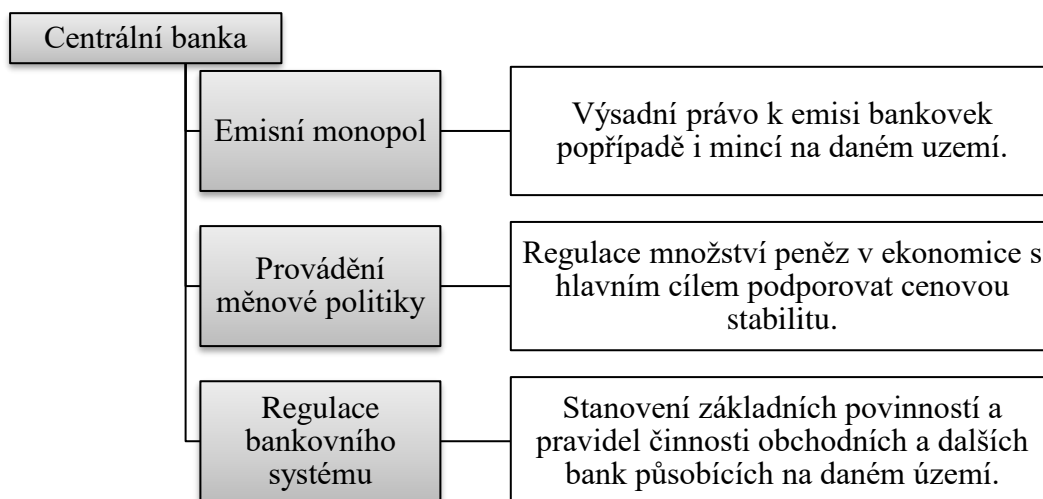 Centrální banka
Emisní monopol
Výsadní právo k emisi bankovek
popřípadě i mincí na daném uzemí.
Provádění
měnové politiky
Regulace množství peněz v ekonomice s
hlavním cílem podporovat cenovou
stabilitu.
Regulace
bankovního
systému
Stanovení základních povinností a
pravidel činnosti obchodních a dalších
bank působících na daném území.